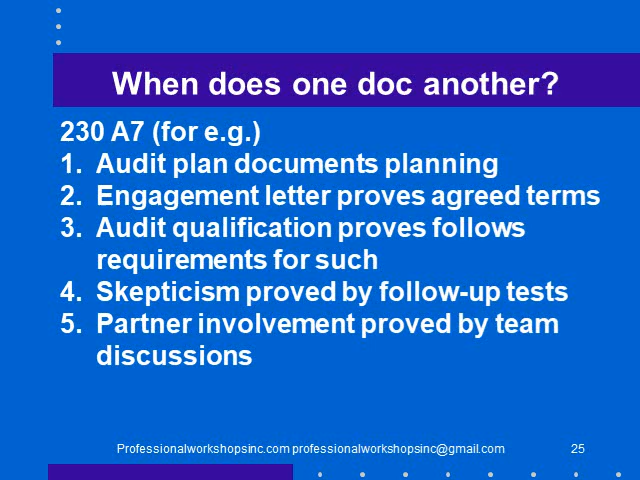 When does one doc another?
230 A7 (for e.g.)
1. Audit plan documents planning
2. Engagement letter proves agreed terms
3. Audit qualification proves follows
requirements for such
4. Skepticism proved by follow-up tests
5. Partner involvement proved by team
discussions
Professionalworkshopsinc.com professionalworkshopsinc@gmail.com 25